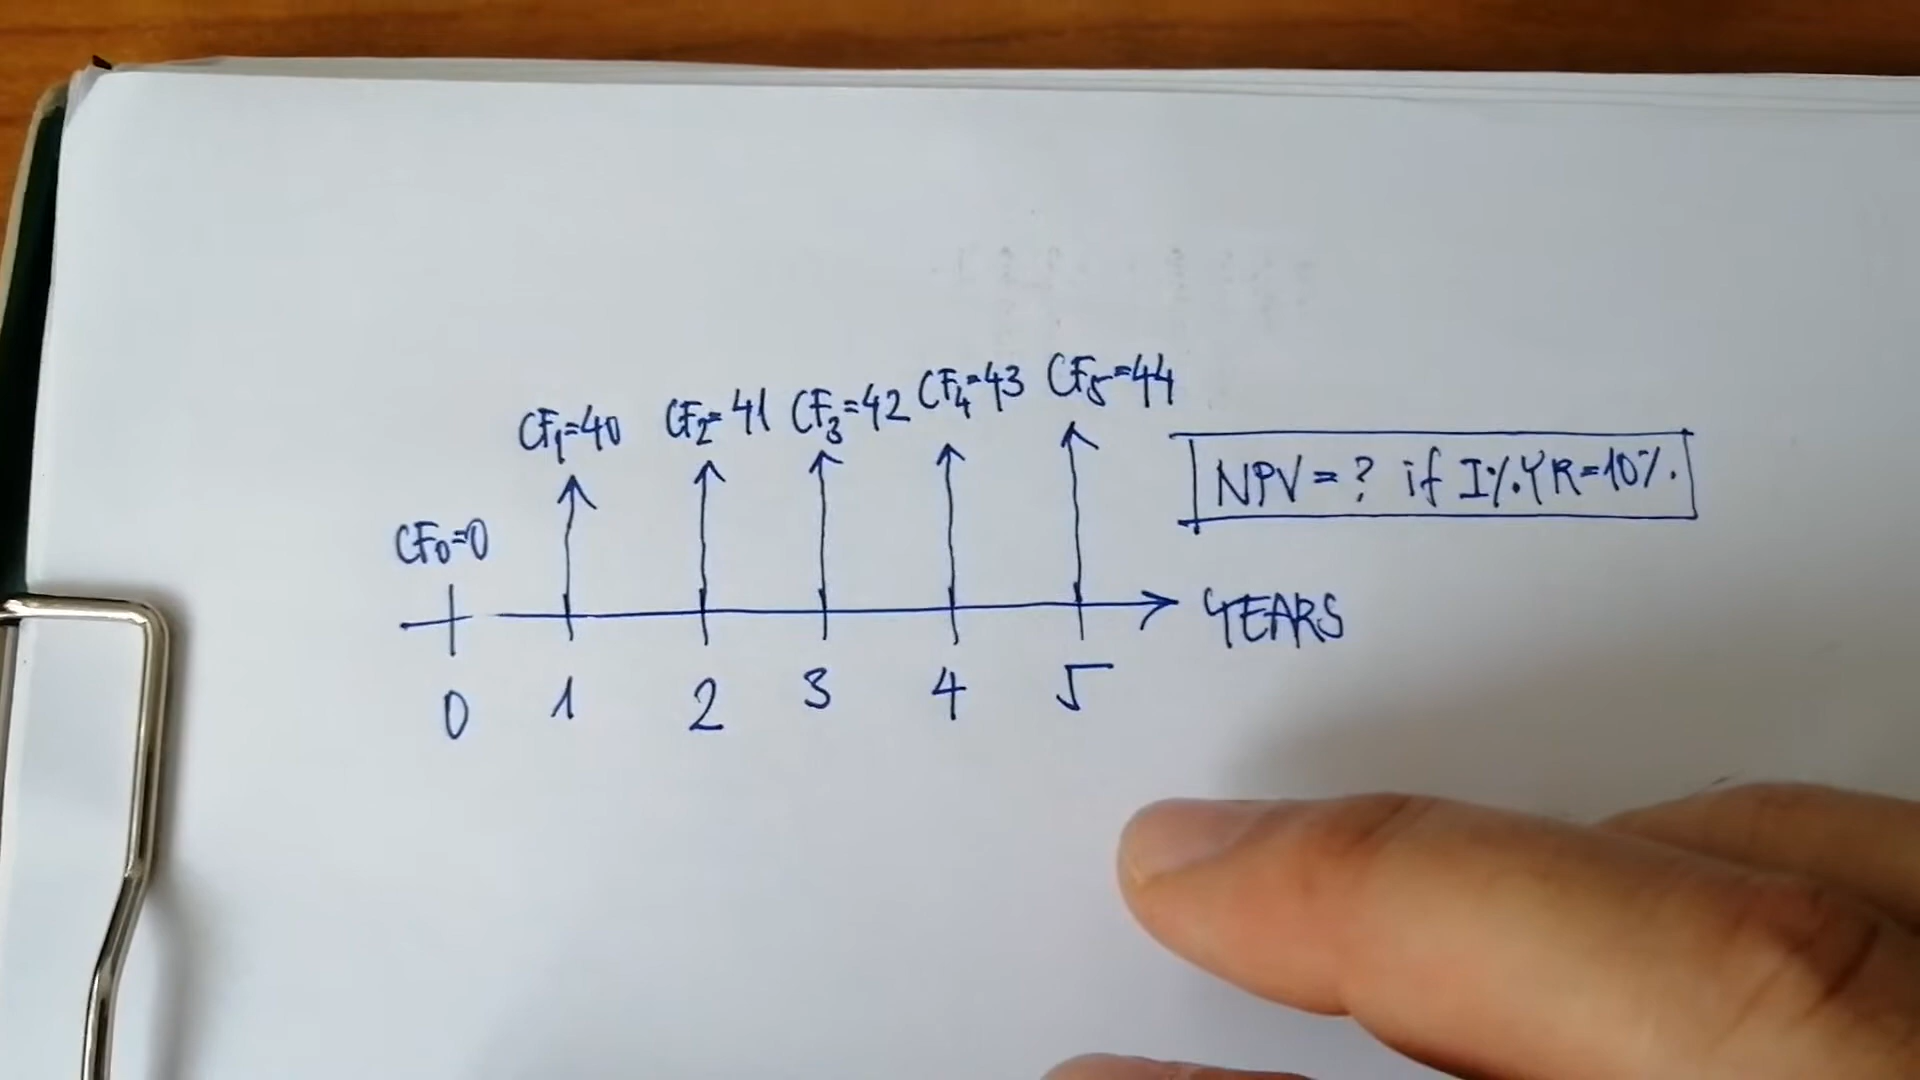 CF₀=0
CF₁=40
CF₂=41
CF₃=42
CF₄=43
CF₅=44
NPV=? if I%YR=10%.
YEARS
0 1 2 3 4 5